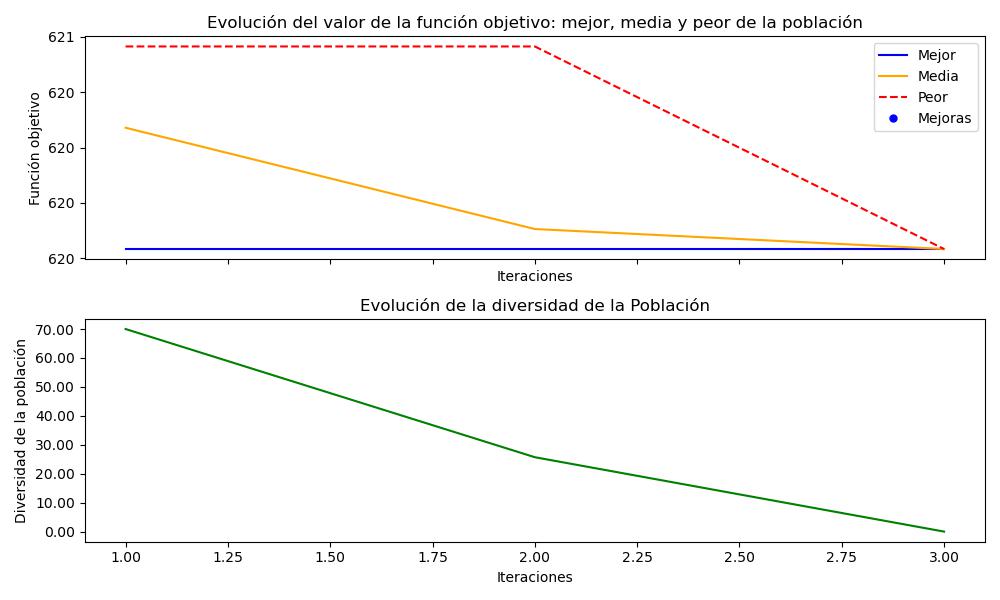 Evolución del valor de la función objetivo: mejor, media y peor de la población
621
620
620
620
620
Función objetivo
Mejor
Media
Peor
Mejoras
Iteraciones
Evolución de la diversidad de la Población
70.00
60.00
50.00
40.00
30.00
20.00
10.00
0.00
Diversidad de la población
1.00 1.25 1.50 1.75 2.00 2.25 2.50 2.75 3.00
Iteraciones